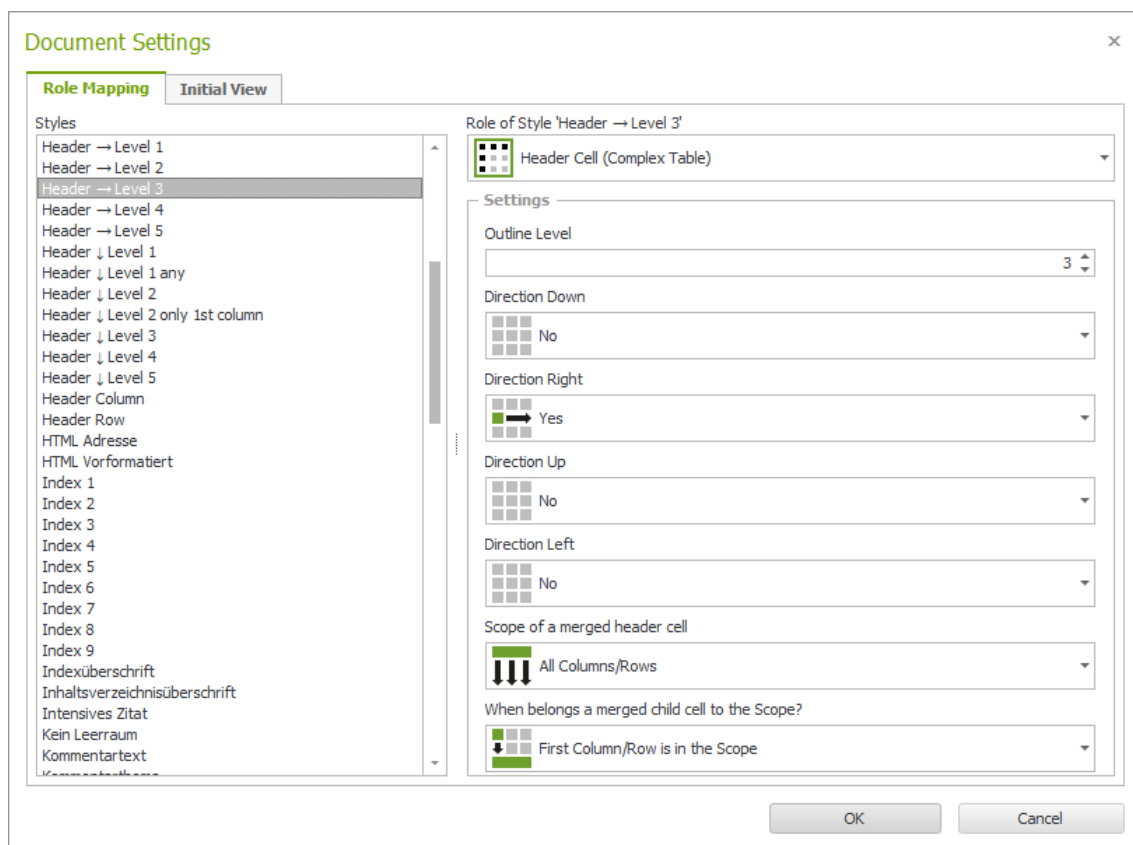 Document Settings
Role Mapping
Initial View
Styles
Header → Level 1
Header → Level 2
Header → Level 3
Header → Level 4
Header → Level 5
Header ↓ Level 1
Header ↓ Level 1 any
Header ↓ Level 2
Header ↓ Level 2 only 1st column
Header ↓ Level 3
Header ↓ Level 4
Header ↓ Level 5
Header Column
Header Row
HTML Adresse
HTML Vorformatiert
Index 1
Index 2
Index 3
Index 4
Index 5
Index 6
Index 7
Index 8
Index 9
Indexüberschrift
Inhaltsverzeichnisüberschrift
Intensives Zitat
Kein Leerraum
Kommentartext
Role of Style 'Header → Level 3'
Header Cell (Complex Table)
Settings
Outline Level
3
Direction Down
No
Direction Right
Yes
Direction Up
No
Direction Left
No
Scope of a merged header cell
All Columns/Rows
When belongs a merged child cell to the Scope?
First Column/Row is in the Scope
OK
Cancel